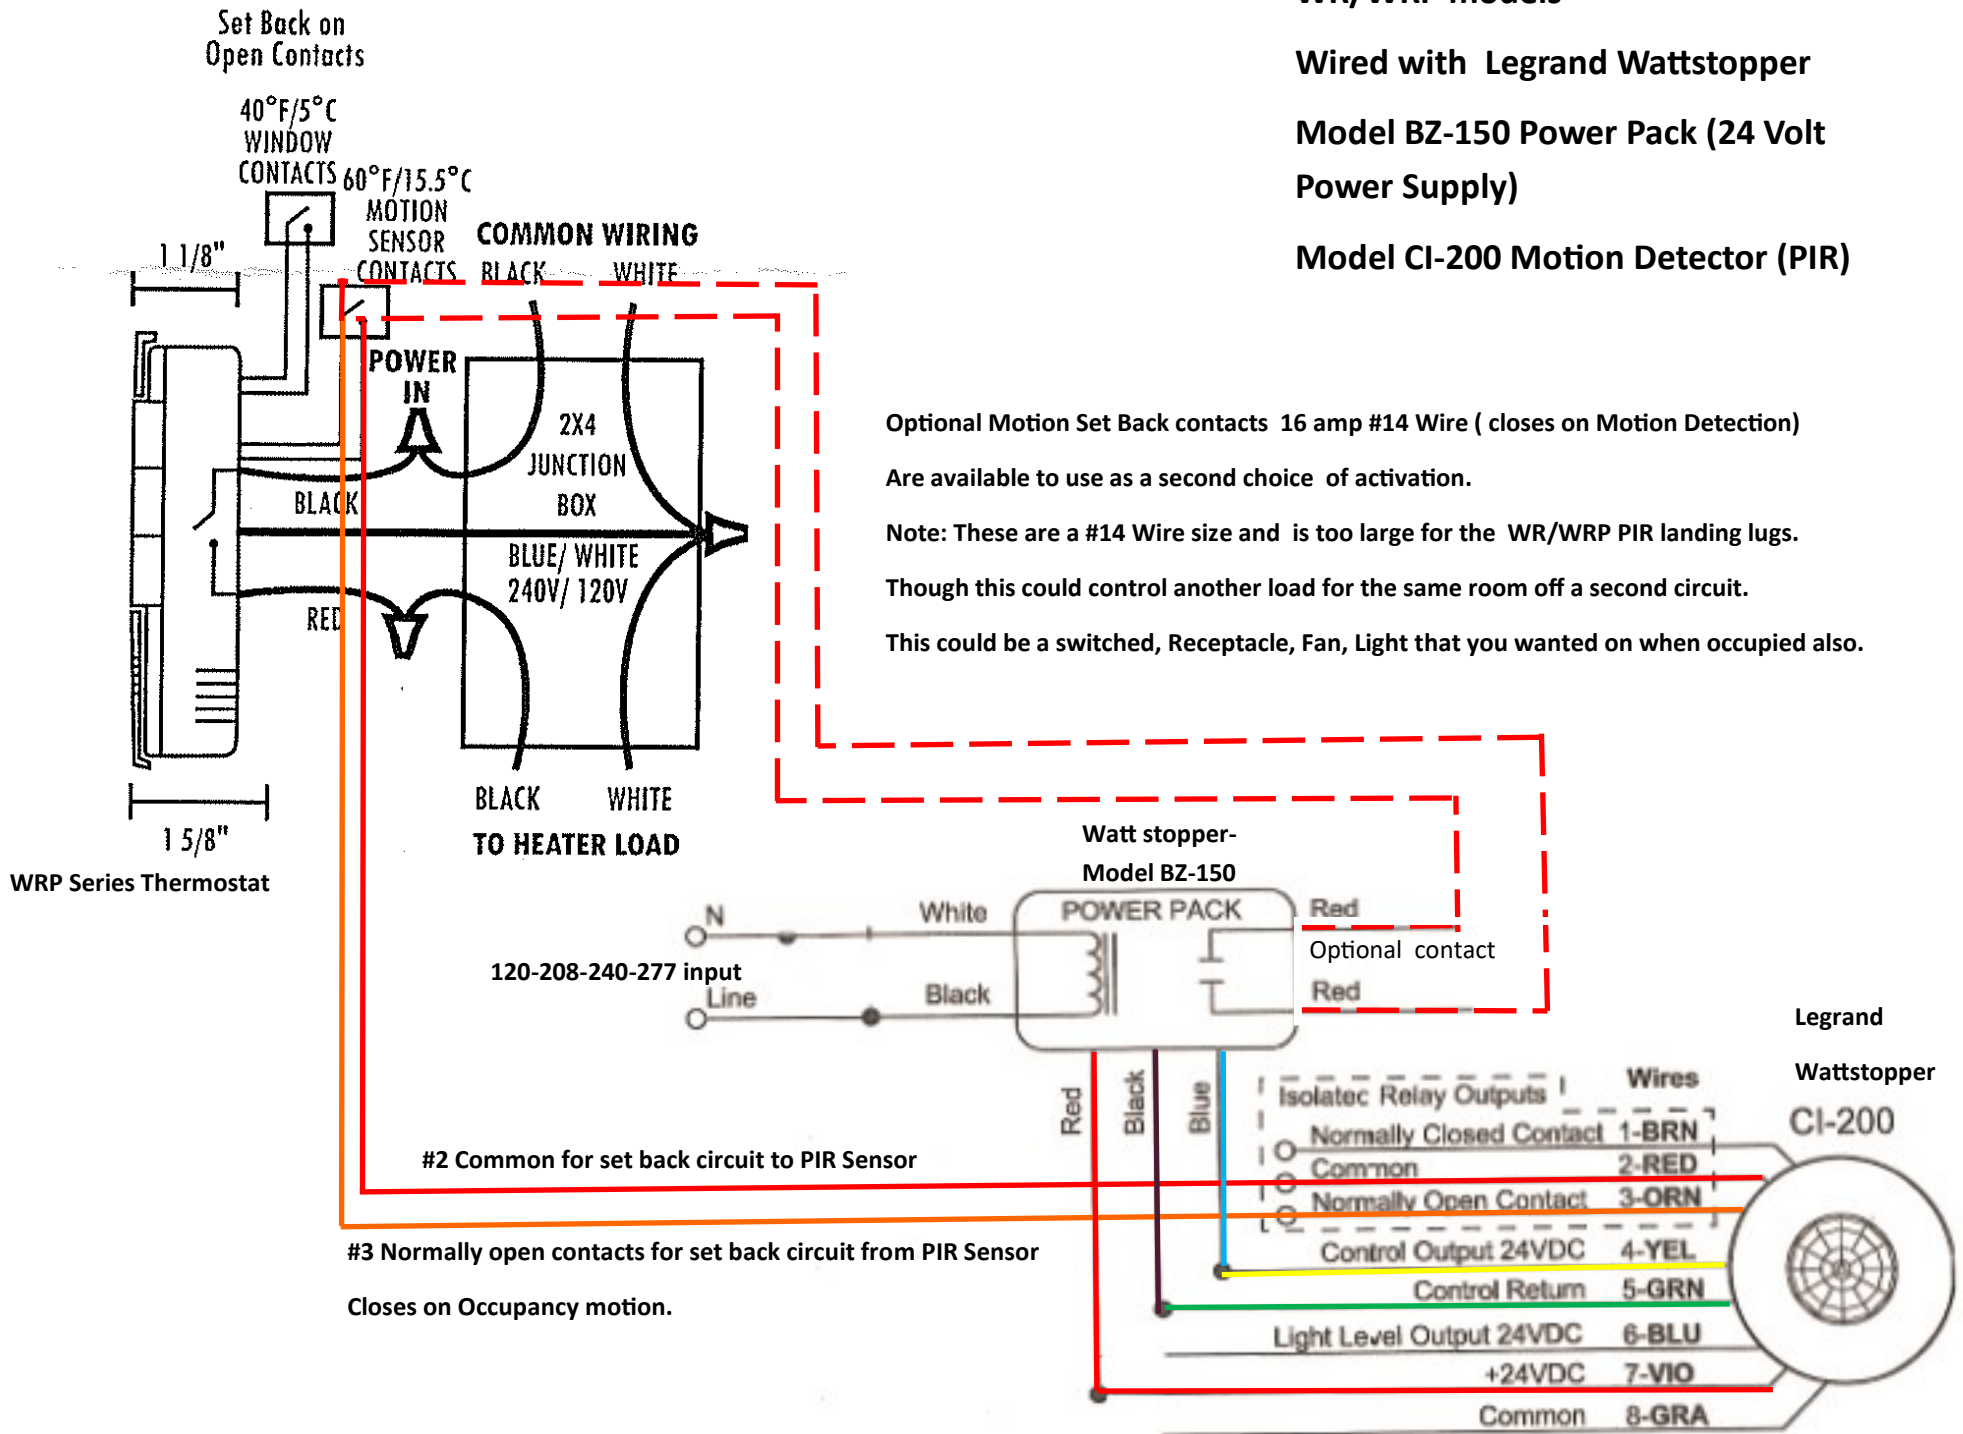 WR/WRP models
Wired with Legrand Wattstopper
Model BZ-150 Power Pack (24 Volt
Power Supply)
Model CI-200 Motion Detector (PIR)
Set Back on
Open Contacts
40°F/5°C
WINDOW
CONTACTS
60°F/15.5°C
MOTION
SENSOR
CONTACTS
COMMON WIRING
BLACK WHITE
1 1/8"
POWER
IN
2X4
JUNCTION
BOX
BLACK
BLUE/ WHITE
240V/ 120V
RED
BLACK WHITE
TO HEATER LOAD
1 5/8"
WRP Series Thermostat
Optional Motion Set Back contacts 16 amp #14 Wire ( closes on Motion Detection)
Are available to use as a second choice of activation.
Note: These are a #14 Wire size and is too large for the WR/WRP PIR landing lugs.
Though this could control another load for the same room off a second circuit.
This could be a switched, Receptacle, Fan, Light that you wanted on when occupied also.
Watt stopper-
Model BZ-150
N White POWER PACK Red
120-208-240-277 input
Optional contact
Line Black Red
Red Black Blue
Legrand
Wattstopper
CI-200
Isolatec Relay Outputs Wires
Normally Closed Contact 1-BRN
Common 2-RED
Normally Open Contact 3-ORN
Control Output 24VDC 4-YEL
Control Return 5-GRN
Light Level Output 24VDC 6-BLU
+24VDC 7-VIO
Common 8-GRA
#2 Common for set back circuit to PIR Sensor
#3 Normally open contacts for set back circuit from PIR Sensor
Closes on Occupancy motion.